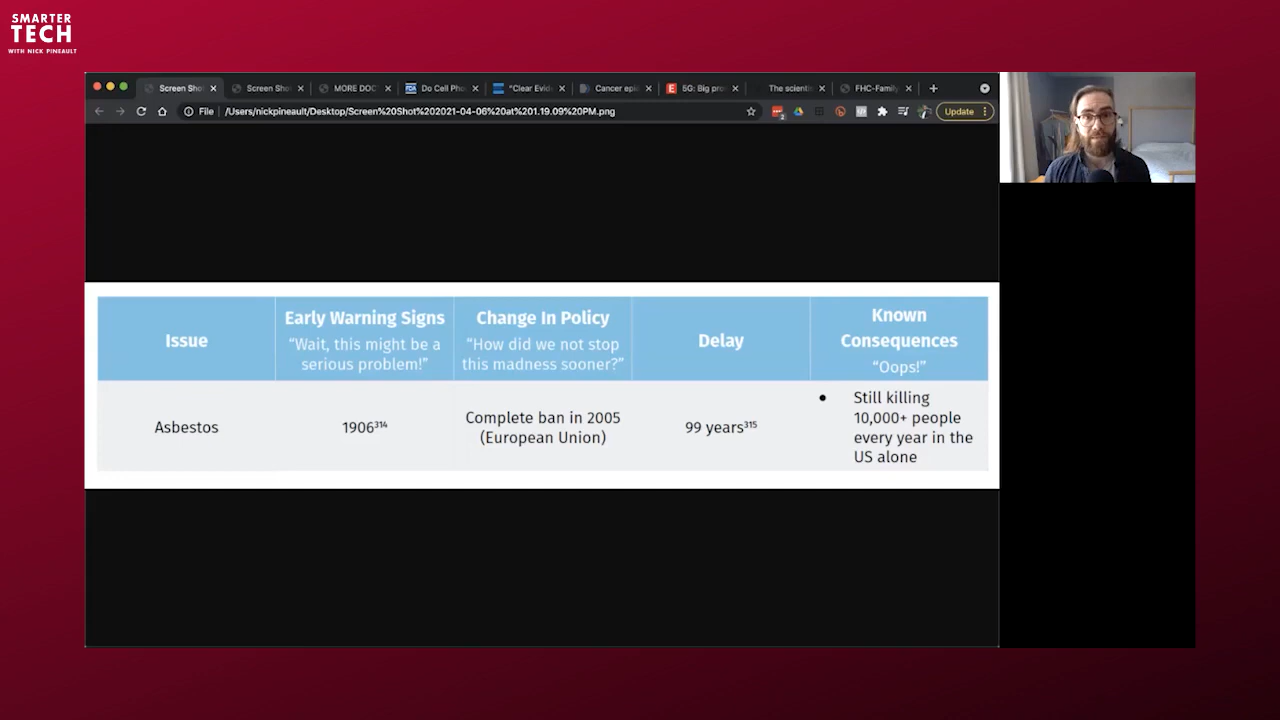 SMARTER
TECH
WITH NICK PINEAULT
Screen Sho
Screen Sho
MORE DOC
FDA
Do Cell Pho
"Clear Evid
Cancer epi
E
5G: Big pro
The scienti
FHC-Family
File
/Users/nickpineault/Desktop/Screen%20Shot%202021-04-06%20at%201.19.09%20PM.png
Update
Issue
Early Warning Signs
“Wait, this might be a
serious problem!”
Change In Policy
“How did we not stop
this madness sooner?”
Delay
Known
Consequences
“Oops!”
Asbestos
1906³¹⁴
Complete ban in 2005
(European Union)
99 years³¹⁵
• Still killing
10,000+ people
every year in the
US alone